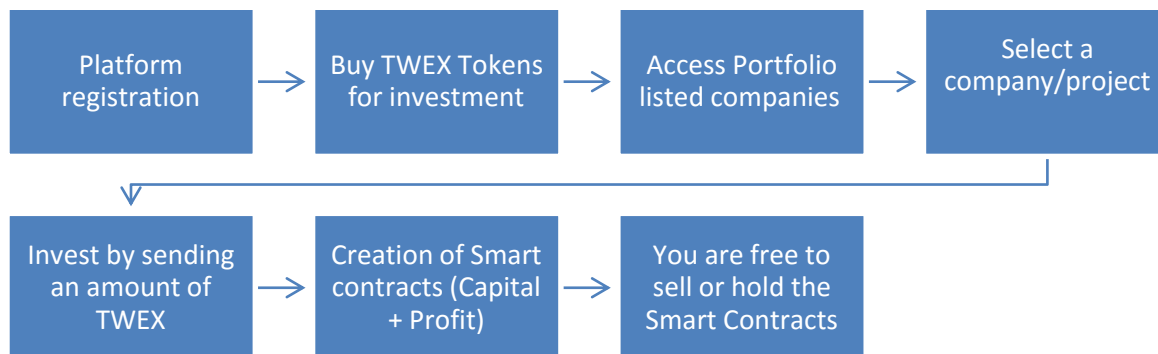 Platform
registration
Buy TWEX Tokens
for investment
Access Portfolio
listed companies
Select a
company/project
Invest by sending
an amount of
TWEX
Creation of Smart
contracts (Capital
+ Profit)
You are free to
sell or hold the
Smart Contracts